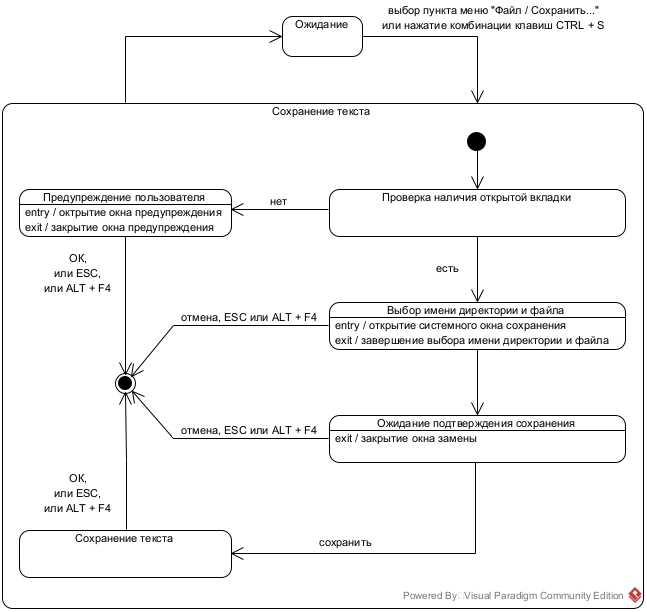 Ожидание
выбор пункта меню "Файл / Сохранить..."
или нажатие комбинации клавиш CTRL + S
Сохранение текста
Предупреждение пользователя
entry / октрытие окна предупреждения
exit / закрытие окна предупреждения
нет
Проверка наличия открытой вкладки
ОК,
или ESC,
или ALT + F4
есть
отмена, ESC или ALT + F4
Выбор имени директории и файла
entry / открытие системного окна сохранения
exit / завершение выбора имени директории и файла
отмена, ESC или ALT + F4
Ожидание подтверждения сохранения
exit / закрытие окна замены
ОК,
или ESC,
или ALT + F4
Сохранение текста
сохранить
Powered By Visual Paradigm Community Edition